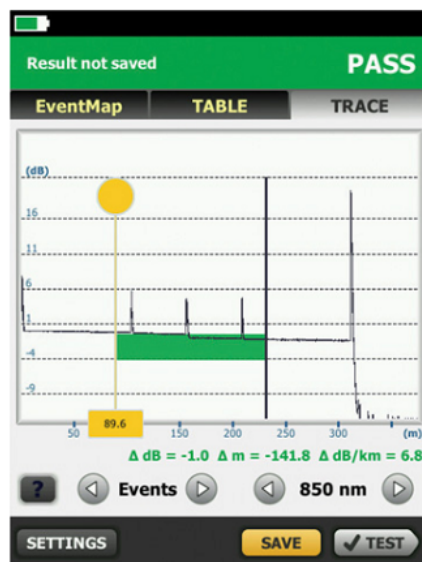 Result not saved PASS
EventMap TABLE TRACE
(dB)
16
11
6
1
-4
-9
89.6
50 150 200 250 300 (m)
Δ dB = -1.0 Δ m = -141.8 Δ dB/km = 6.8
? Events 850 nm
SETTINGS SAVE TEST